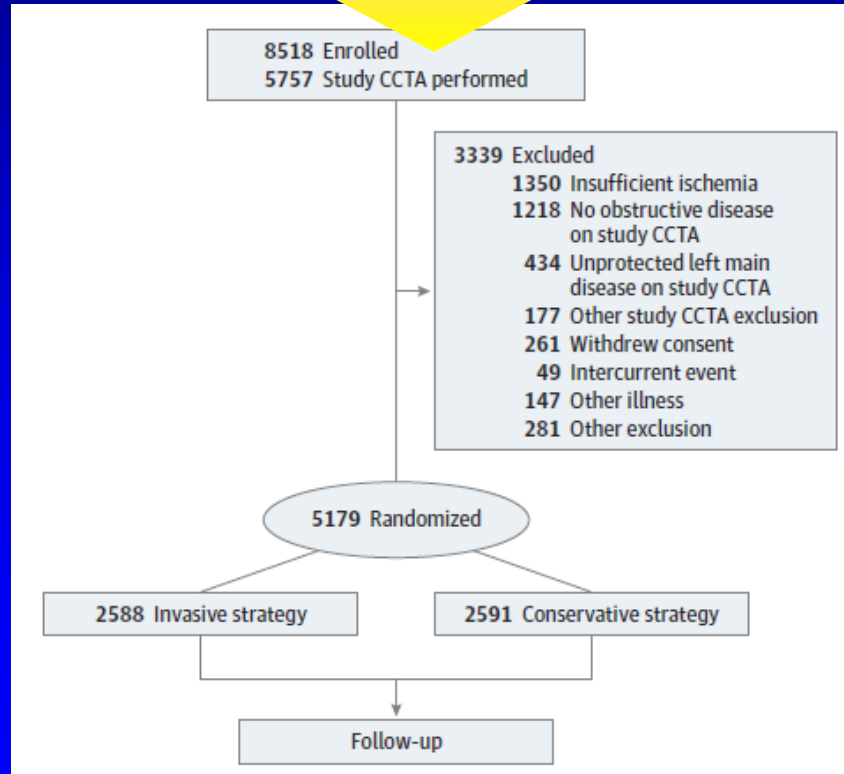 8518 Enrolled
5757 Study CCTA performed
3339 Excluded
1350 Insufficient ischemia
1218 No obstructive disease
on study CCTA
434 Unprotected left main
disease on study CCTA
177 Other study CCTA exclusion
261 Withdrew consent
49 Intercurrent event
147 Other illness
281 Other exclusion
5179 Randomized
2588 Invasive strategy
2591 Conservative strategy
Follow-up